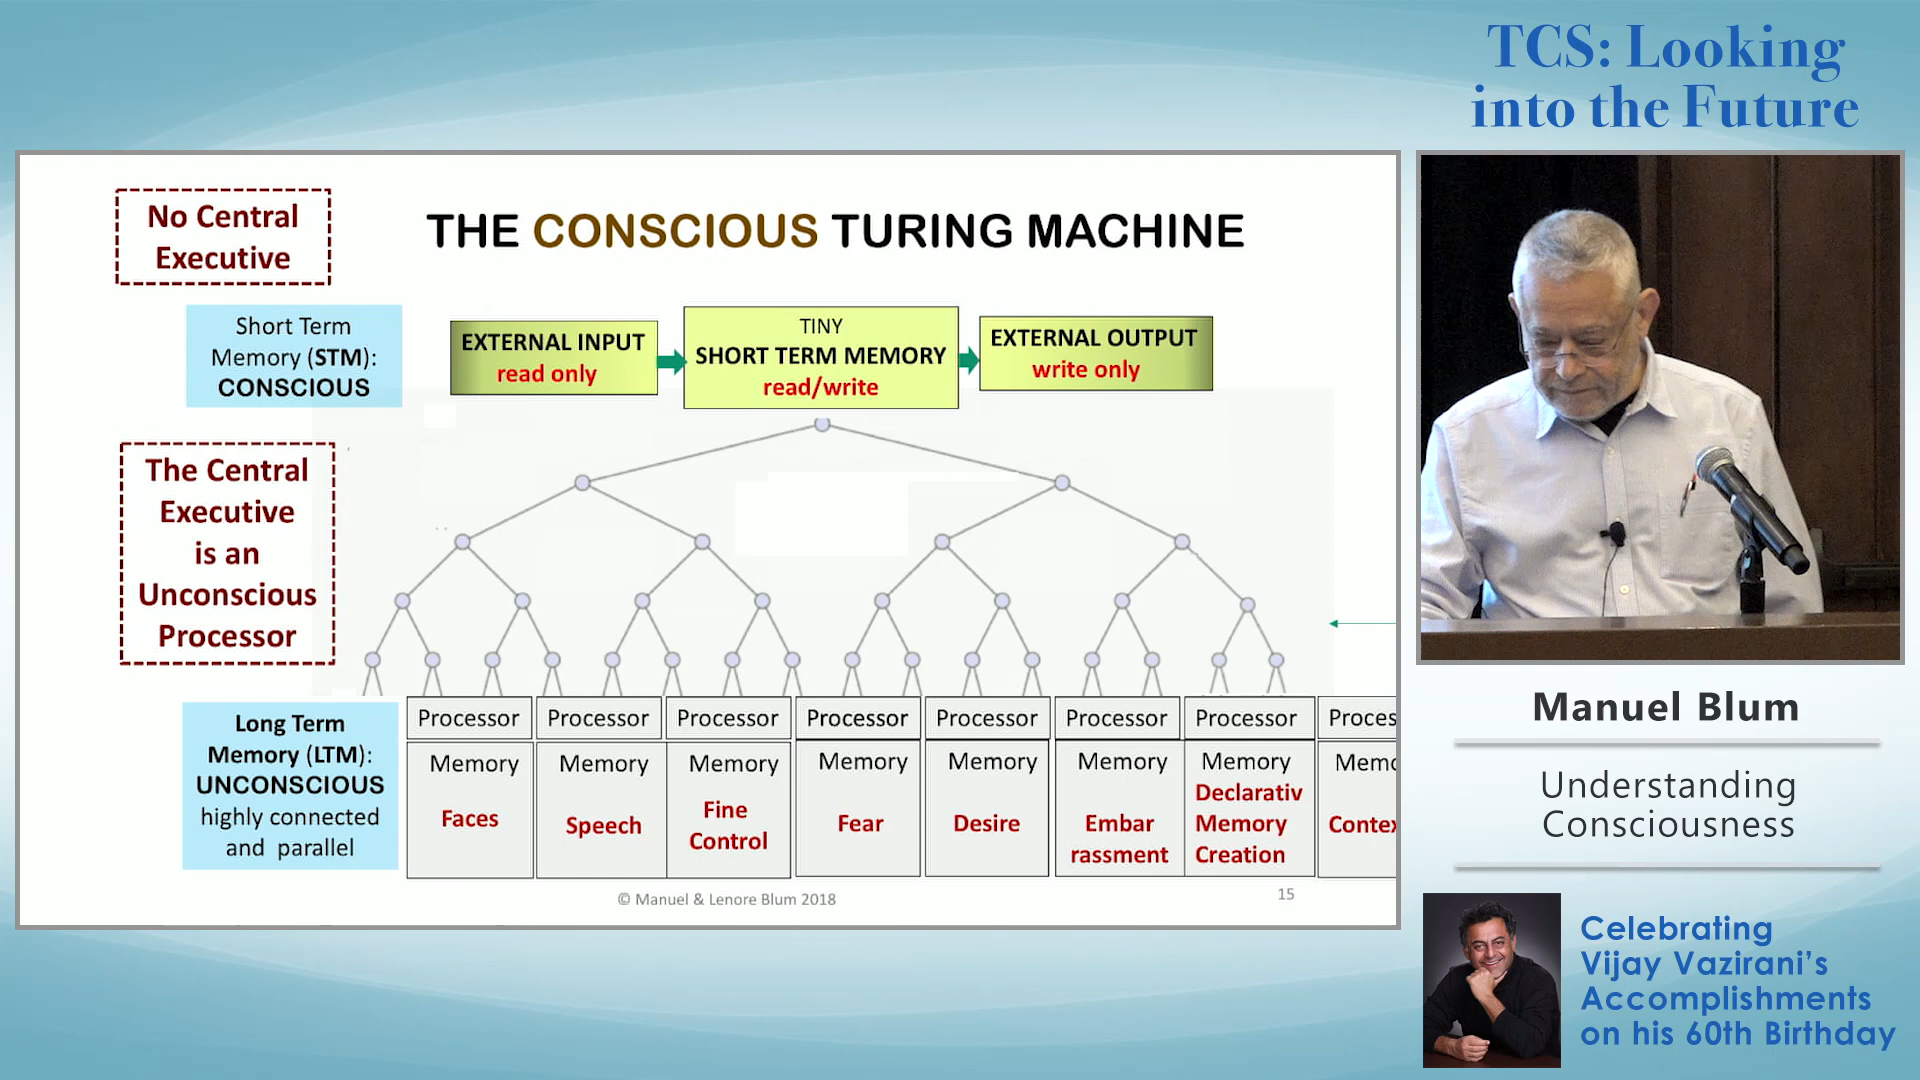 TCS: Looking
into the Future
No Central
Executive
THE CONSCIOUS TURING MACHINE
Short Term
Memory (STM):
CONSCIOUS
EXTERNAL INPUT
read only
TINY
SHORT TERM MEMORY
read/write
EXTERNAL OUTPUT
write only
The Central
Executive
is an
Unconscious
Processor
Long Term
Memory (LTM):
UNCONSCIOUS
highly connected
and parallel
Processor Processor Processor Processor Processor Processor Processor Proces
Memory Memory Memory Memory Memory Memory Memory Memo
Faces
Speech
Fine
Control
Fear
Desire
Embar
rassment
Declarativ
Memory
Creation
Contex
© Manuel & Lenore Blum 2018
15
Manuel Blum
Understanding
Consciousness
Celebrating
Vijay Vazirani's
Accomplishments
on his 60th Birthday